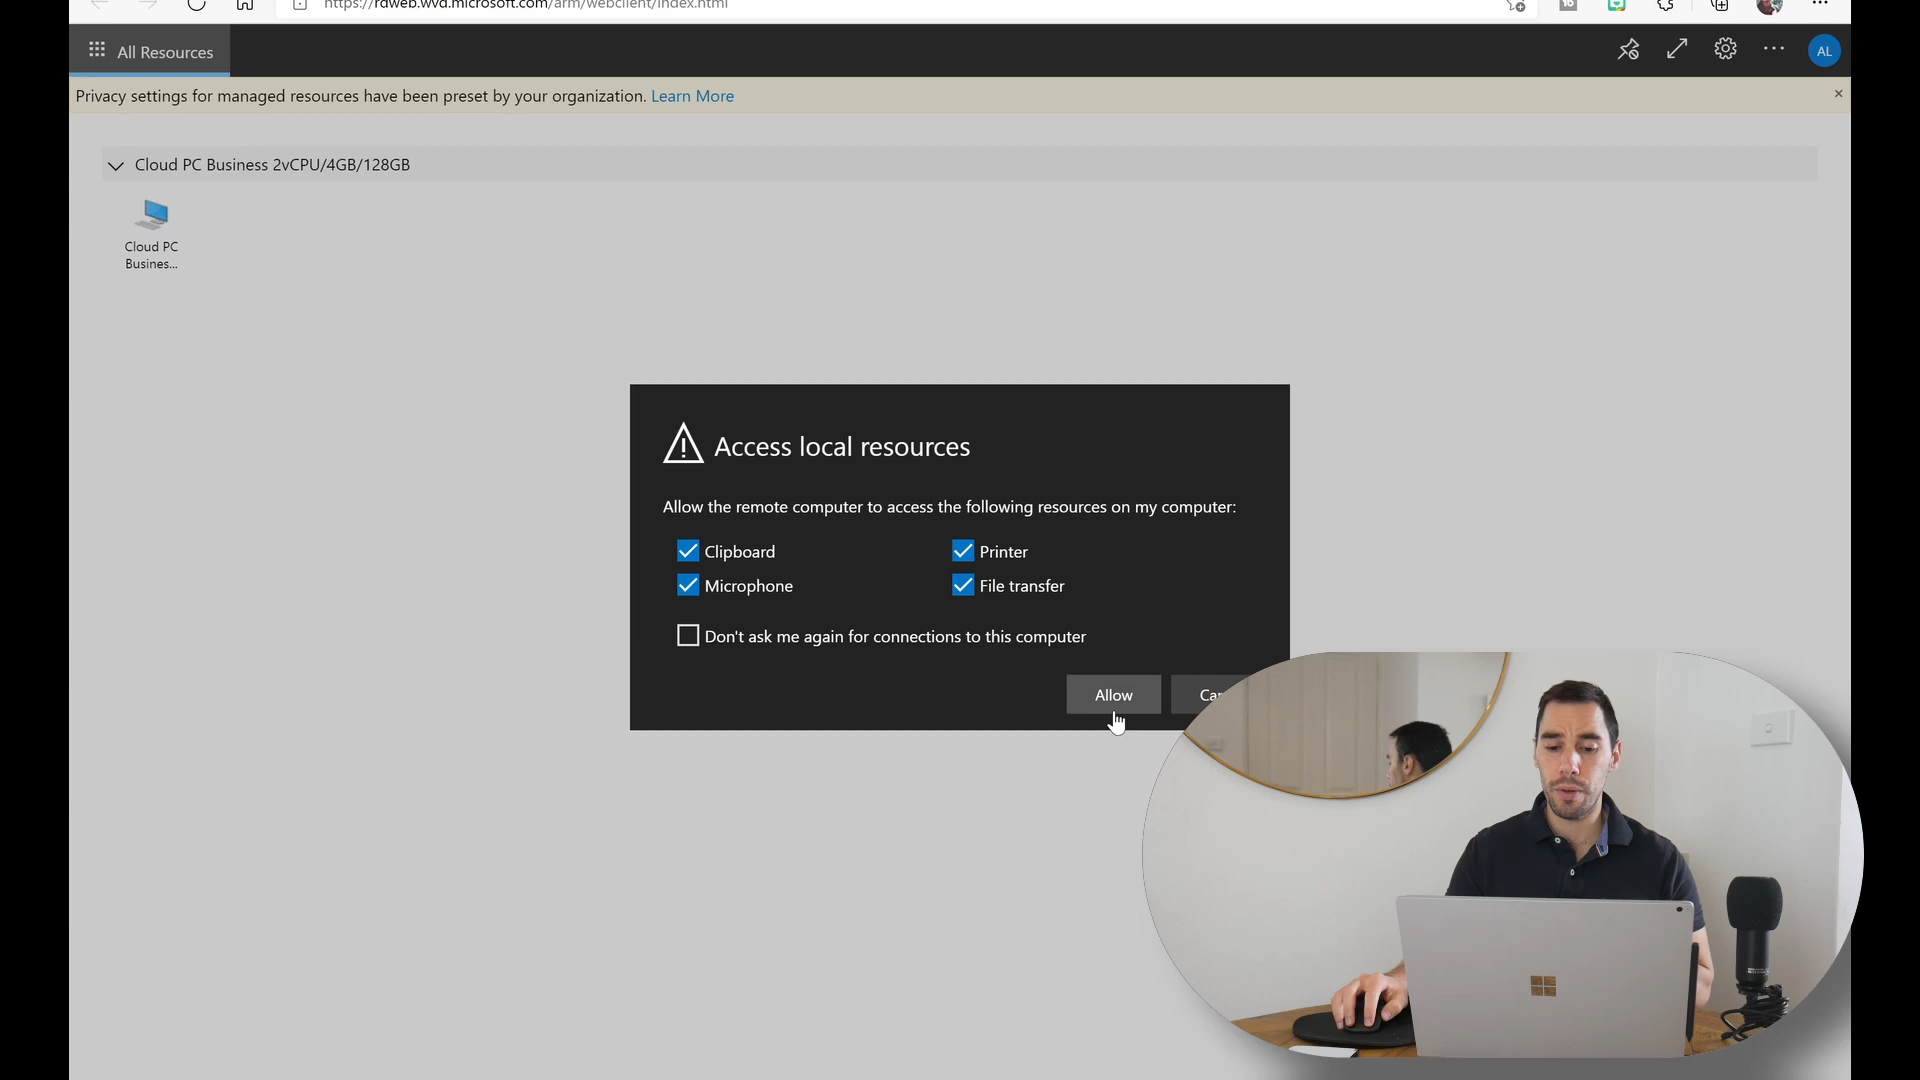 https://rdweb.wvd.microsoft.com/arm/webclient/index.html
All Resources
AL
Privacy settings for managed resources have been preset by your organization. Learn More
Cloud PC Business 2vCPU/4GB/128GB
Cloud PC
Busines...
Access local resources
Allow the remote computer to access the following resources on my computer:
Clipboard
Printer
Microphone
File transfer
Don't ask me again for connections to this computer
Allow